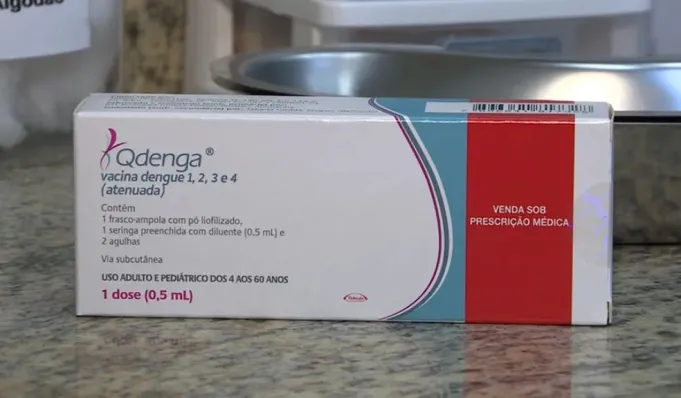 Algodão
Qdenga®
vacina dengue 1, 2, 3 e 4
(atenuada)
Contém
1 frasco-ampola com pó liofilizado,
1 seringa preenchida com diluente (0,5 mL) e
2 agulhas
Via subcutânea
USO ADULTO E PEDIÁTRICO DOS 4 AOS 60 ANOS
1 dose (0,5 mL)
Takeda
VENDA SOB
PRESCRIÇÃO MÉDICA